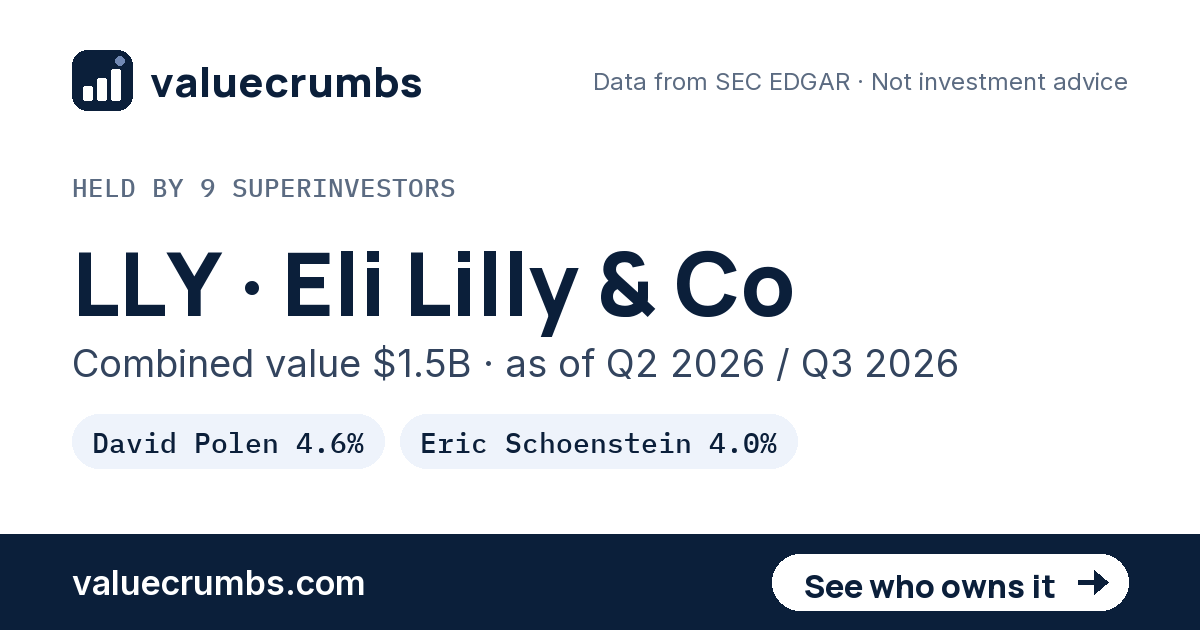 valuecrumbs
Data from SEC EDGAR · Not investment advice
HELD BY 9 SUPERINVESTORS
LLY · Eli Lilly & Co
Combined value $1.5B · as of Q2 2026 / Q3 2026
David Polen 4.6%
Eric Schoenstein 4.0%
valuecrumbs.com
See who owns it →